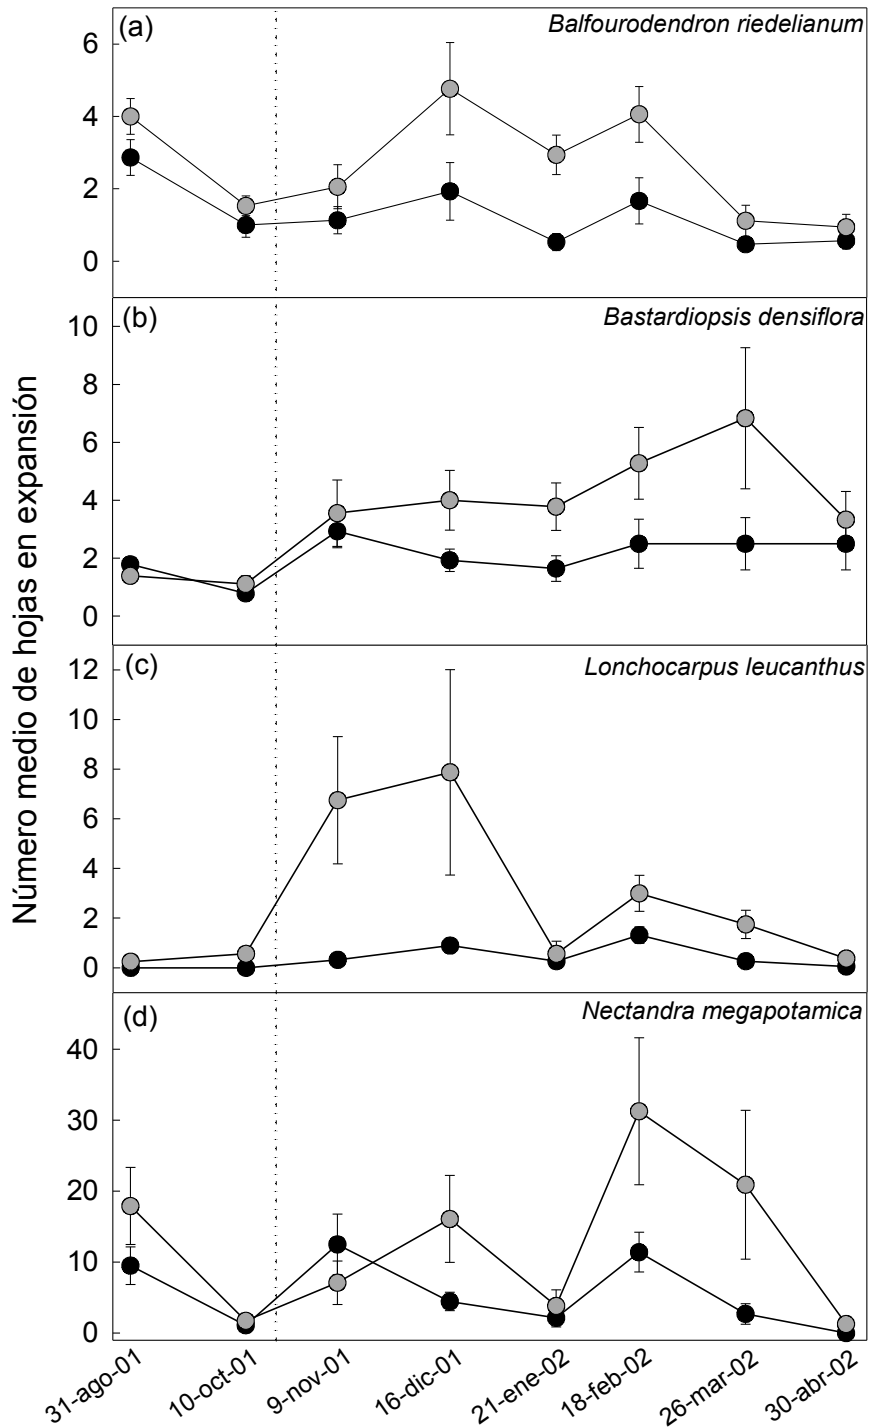 (a)
Balfourodendron riedelianum
6
4
2
0
(b)
Bastardiopsis densiflora
10
8
6
4
2
0
(c)
Lonchocarpus leucanthus
12
10
8
6
4
2
0
(d)
Nectandra megapotamica
40
30
20
10
0
Número medio de hojas en expansión
31-ago-01
10-oct-01
9-nov-01
16-dic-01
21-ene-02
18-feb-02
26-mar-02
30-abr-02